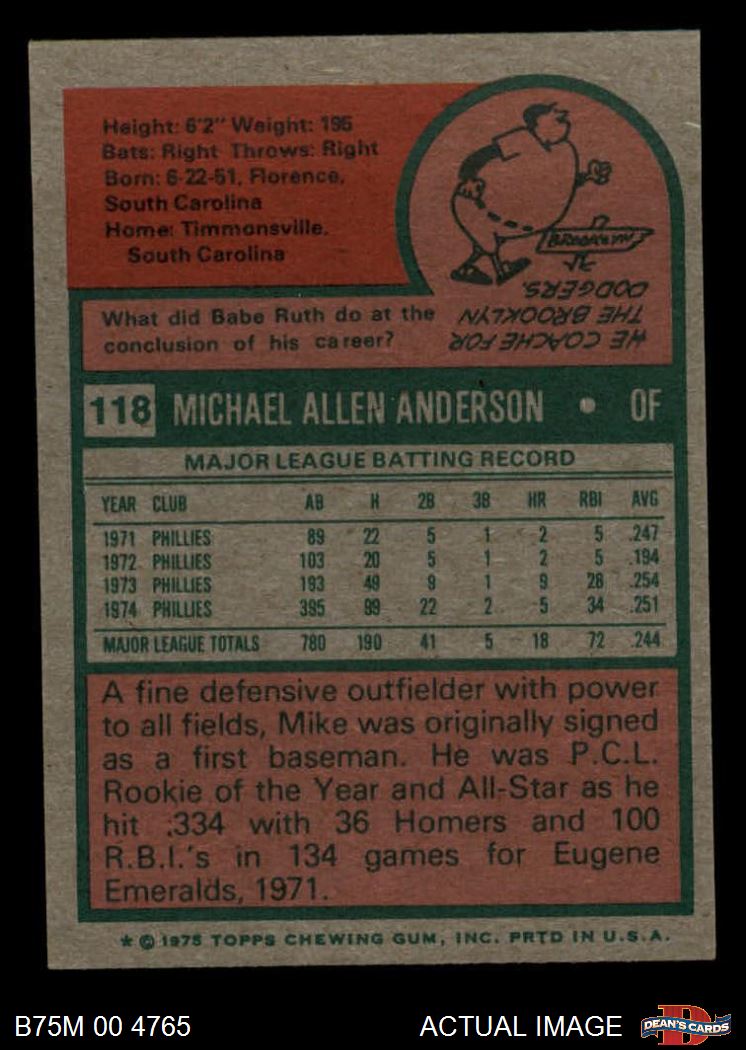 Height: 6'2" Weight: 195
Bats: Right Throws: Right
Born: 6-22-51, Florence,
South Carolina
Home: Timmonsville,
South Carolina
BROOKLYN
HE COACHED FOR
THE BROOKLYN
DODGERS.
What did Babe Ruth do at the
conclusion of his career?
118 MICHAEL ALLEN ANDERSON • OF
MAJOR LEAGUE BATTING RECORD
YEAR CLUB AB H 2B 3B HR RBI AVG
1971 PHILLIES 89 22 5 1 2 5 .247
1972 PHILLIES 103 20 5 1 2 5 .194
1973 PHILLIES 193 49 9 1 9 28 .254
1974 PHILLIES 395 99 22 2 5 34 .251
MAJOR LEAGUE TOTALS 780 190 41 5 18 72 .244
A fine defensive outfielder with power
to all fields, Mike was originally signed
as a first baseman. He was P.C.L.
Rookie of the Year and All-Star as he
hit .334 with 36 Homers and 100
R.B.I.'s in 134 games for Eugene
Emeralds, 1971.
* © 1975 TOPPS CHEWING GUM, INC. PRTD IN U.S.A.
B75M 00 4765 ACTUAL IMAGE DEAN'S CARDS